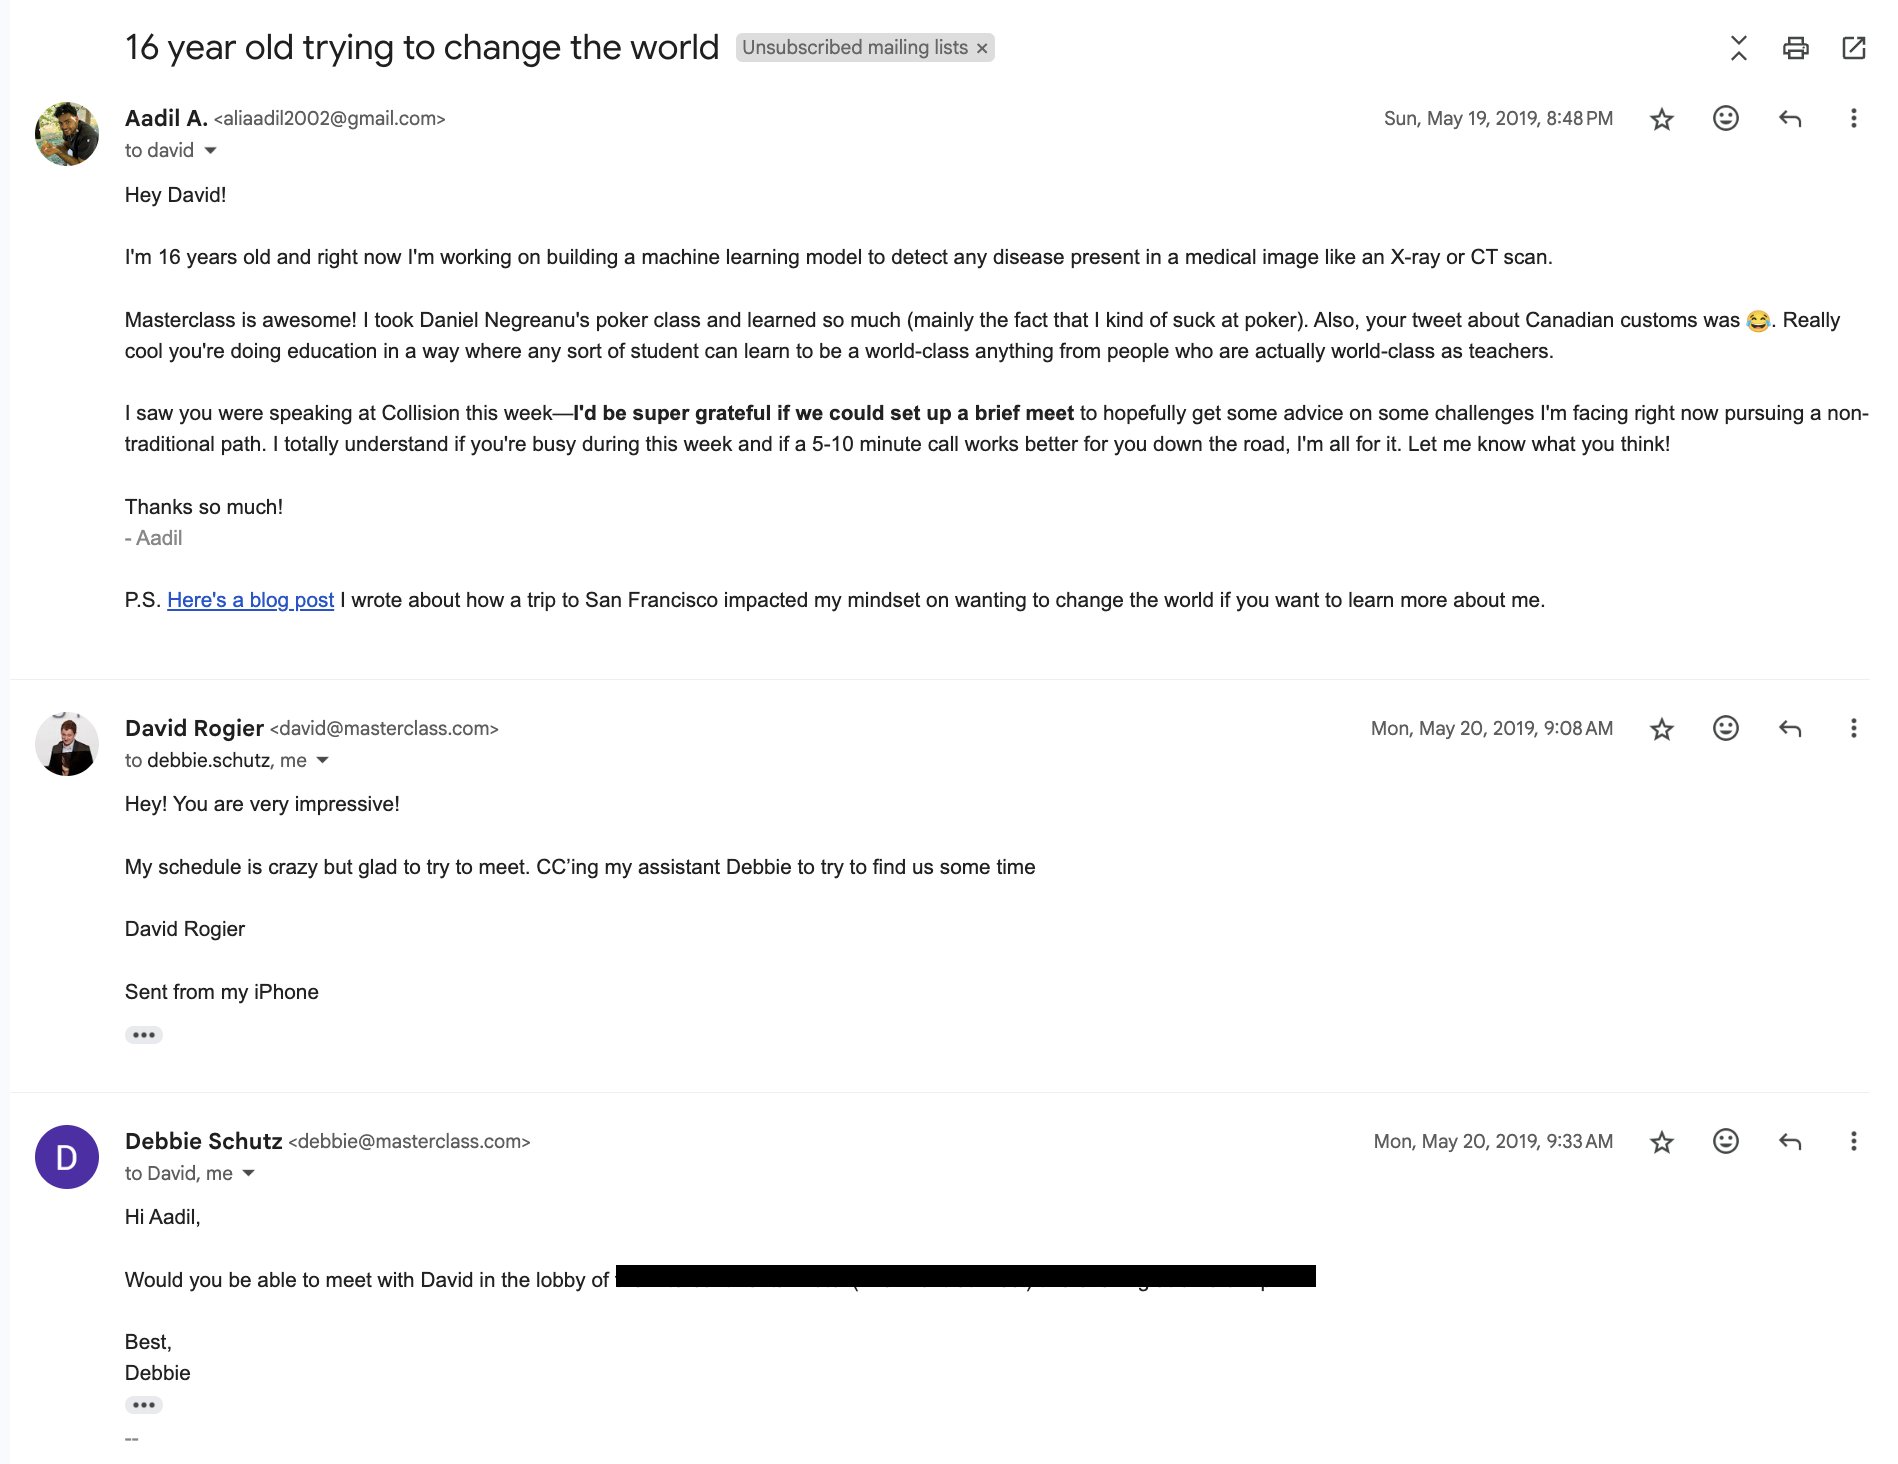 16 year old trying to change the world Unsubscribed mailing lists ×
Aadil A. <aliaadil2002@gmail.com> Sun, May 19, 2019, 8:48 PM
to david
Hey David!
I'm 16 years old and right now I'm working on building a machine learning model to detect any disease present in a medical image like an X-ray or CT scan.
Masterclass is awesome! I took Daniel Negreanu's poker class and learned so much (mainly the fact that I kind of suck at poker). Also, your tweet about Canadian customs was 😂. Really
cool you're doing education in a way where any sort of student can learn to be a world-class anything from people who are actually world-class as teachers.
I saw you were speaking at Collision this week—I'd be super grateful if we could set up a brief meet to hopefully get some advice on some challenges I'm facing right now pursuing a non-
traditional path. I totally understand if you're busy during this week and if a 5-10 minute call works better for you down the road, I'm all for it. Let me know what you think!
Thanks so much!
- Aadil
P.S. Here's a blog post I wrote about how a trip to San Francisco impacted my mindset on wanting to change the world if you want to learn more about me.
David Rogier <david@masterclass.com> Mon, May 20, 2019, 9:08 AM
to debbie.schutz, me
Hey! You are very impressive!
My schedule is crazy but glad to try to meet. CC’ing my assistant Debbie to try to find us some time
David Rogier
Sent from my iPhone
D
Debbie Schutz <debbie@masterclass.com> Mon, May 20, 2019, 9:33 AM
to David, me
Hi Aadil,
Would you be able to meet with David in the lobby of
Best,
Debbie
--